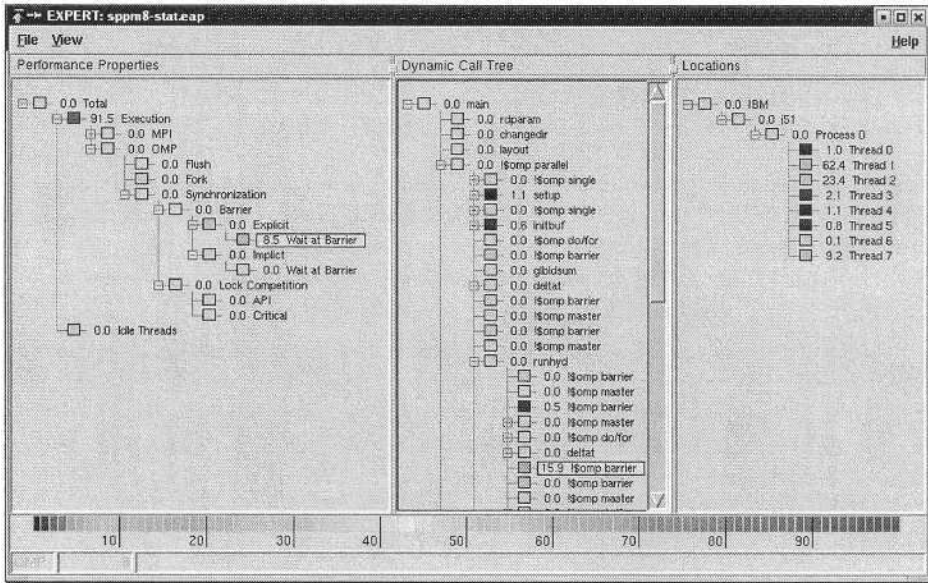 EXPERT: sppm8-stat.eap
File View Help
Performance Properties
0.0 Total
91.5 Execution
0.0 MPI
0.0 OMP
0.0 Flush
0.0 Fork
0.0 Synchronization
0.0 Barrier
0.0 Explicit
8.5 Wait at Barrier
0.0 Implict
0.0 Wait at Barrier
0.0 Lock Competition
0.0 API
0.0 Critical
0.0 Idle Threads
Dynamic Call Tree
0.0 main
0.0 rdparam
0.0 changedir
0.0 layout
0.0 !$omp parallel
0.0 !$omp single
1.1 setup
0.0 !$omp single
0.6 initbuf
0.0 !$omp do/for
0.0 !$omp barrier
0.0 glbldsum
0.0 deltat
0.0 !$omp barrier
0.0 !$omp master
0.0 !$omp barrier
0.0 !$omp master
0.0 runhyd
0.0 !$omp barrier
0.0 !$omp master
0.5 !$omp barrier
0.0 !$omp master
0.0 !$omp do/for
0.0 deltat
15.9 !$omp barrier
0.0 !$omp barrier
0.0 !$omp master
Locations
0.0 IBM
0.0 i51
0.0 Process 0
1.0 Thread 0
62.4 Thread 1
23.4 Thread 2
2.1 Thread 3
1.1 Thread 4
0.8 Thread 5
0.1 Thread 6
9.2 Thread 7
10 20 30 40 50 60 70 80 90